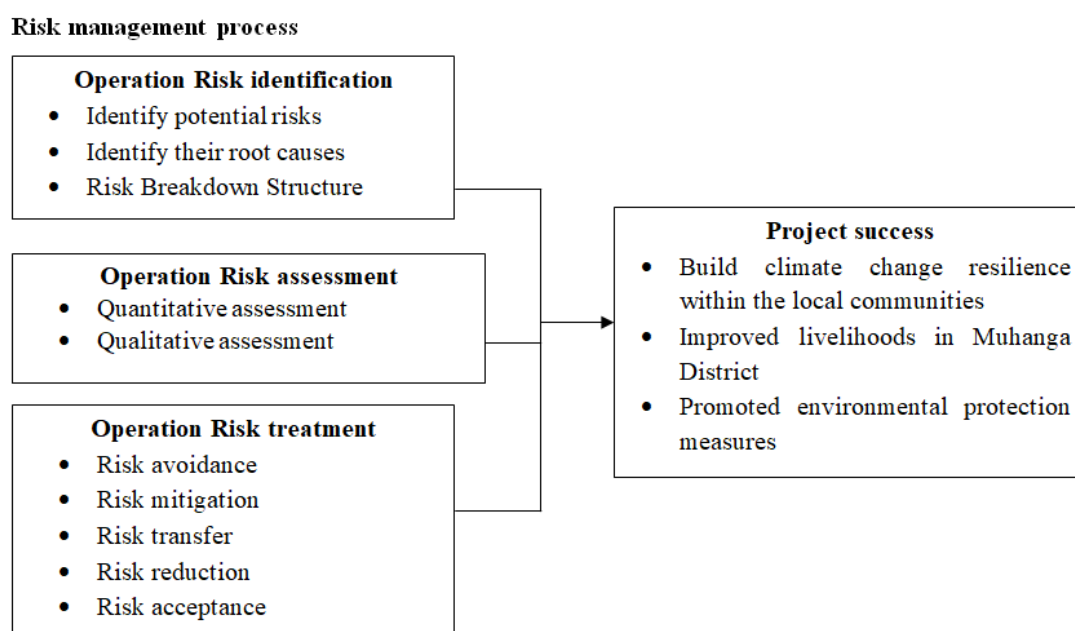 Risk management process
Operation Risk identification
• Identify potential risks
• Identify their root causes
• Risk Breakdown Structure
Operation Risk assessment
• Quantitative assessment
• Qualitative assessment
Operation Risk treatment
• Risk avoidance
• Risk mitigation
• Risk transfer
• Risk reduction
• Risk acceptance
Project success
• Build climate change resilience
within the local communities
• Improved livelihoods in Muhanga
District
• Promoted environmental protection
measures